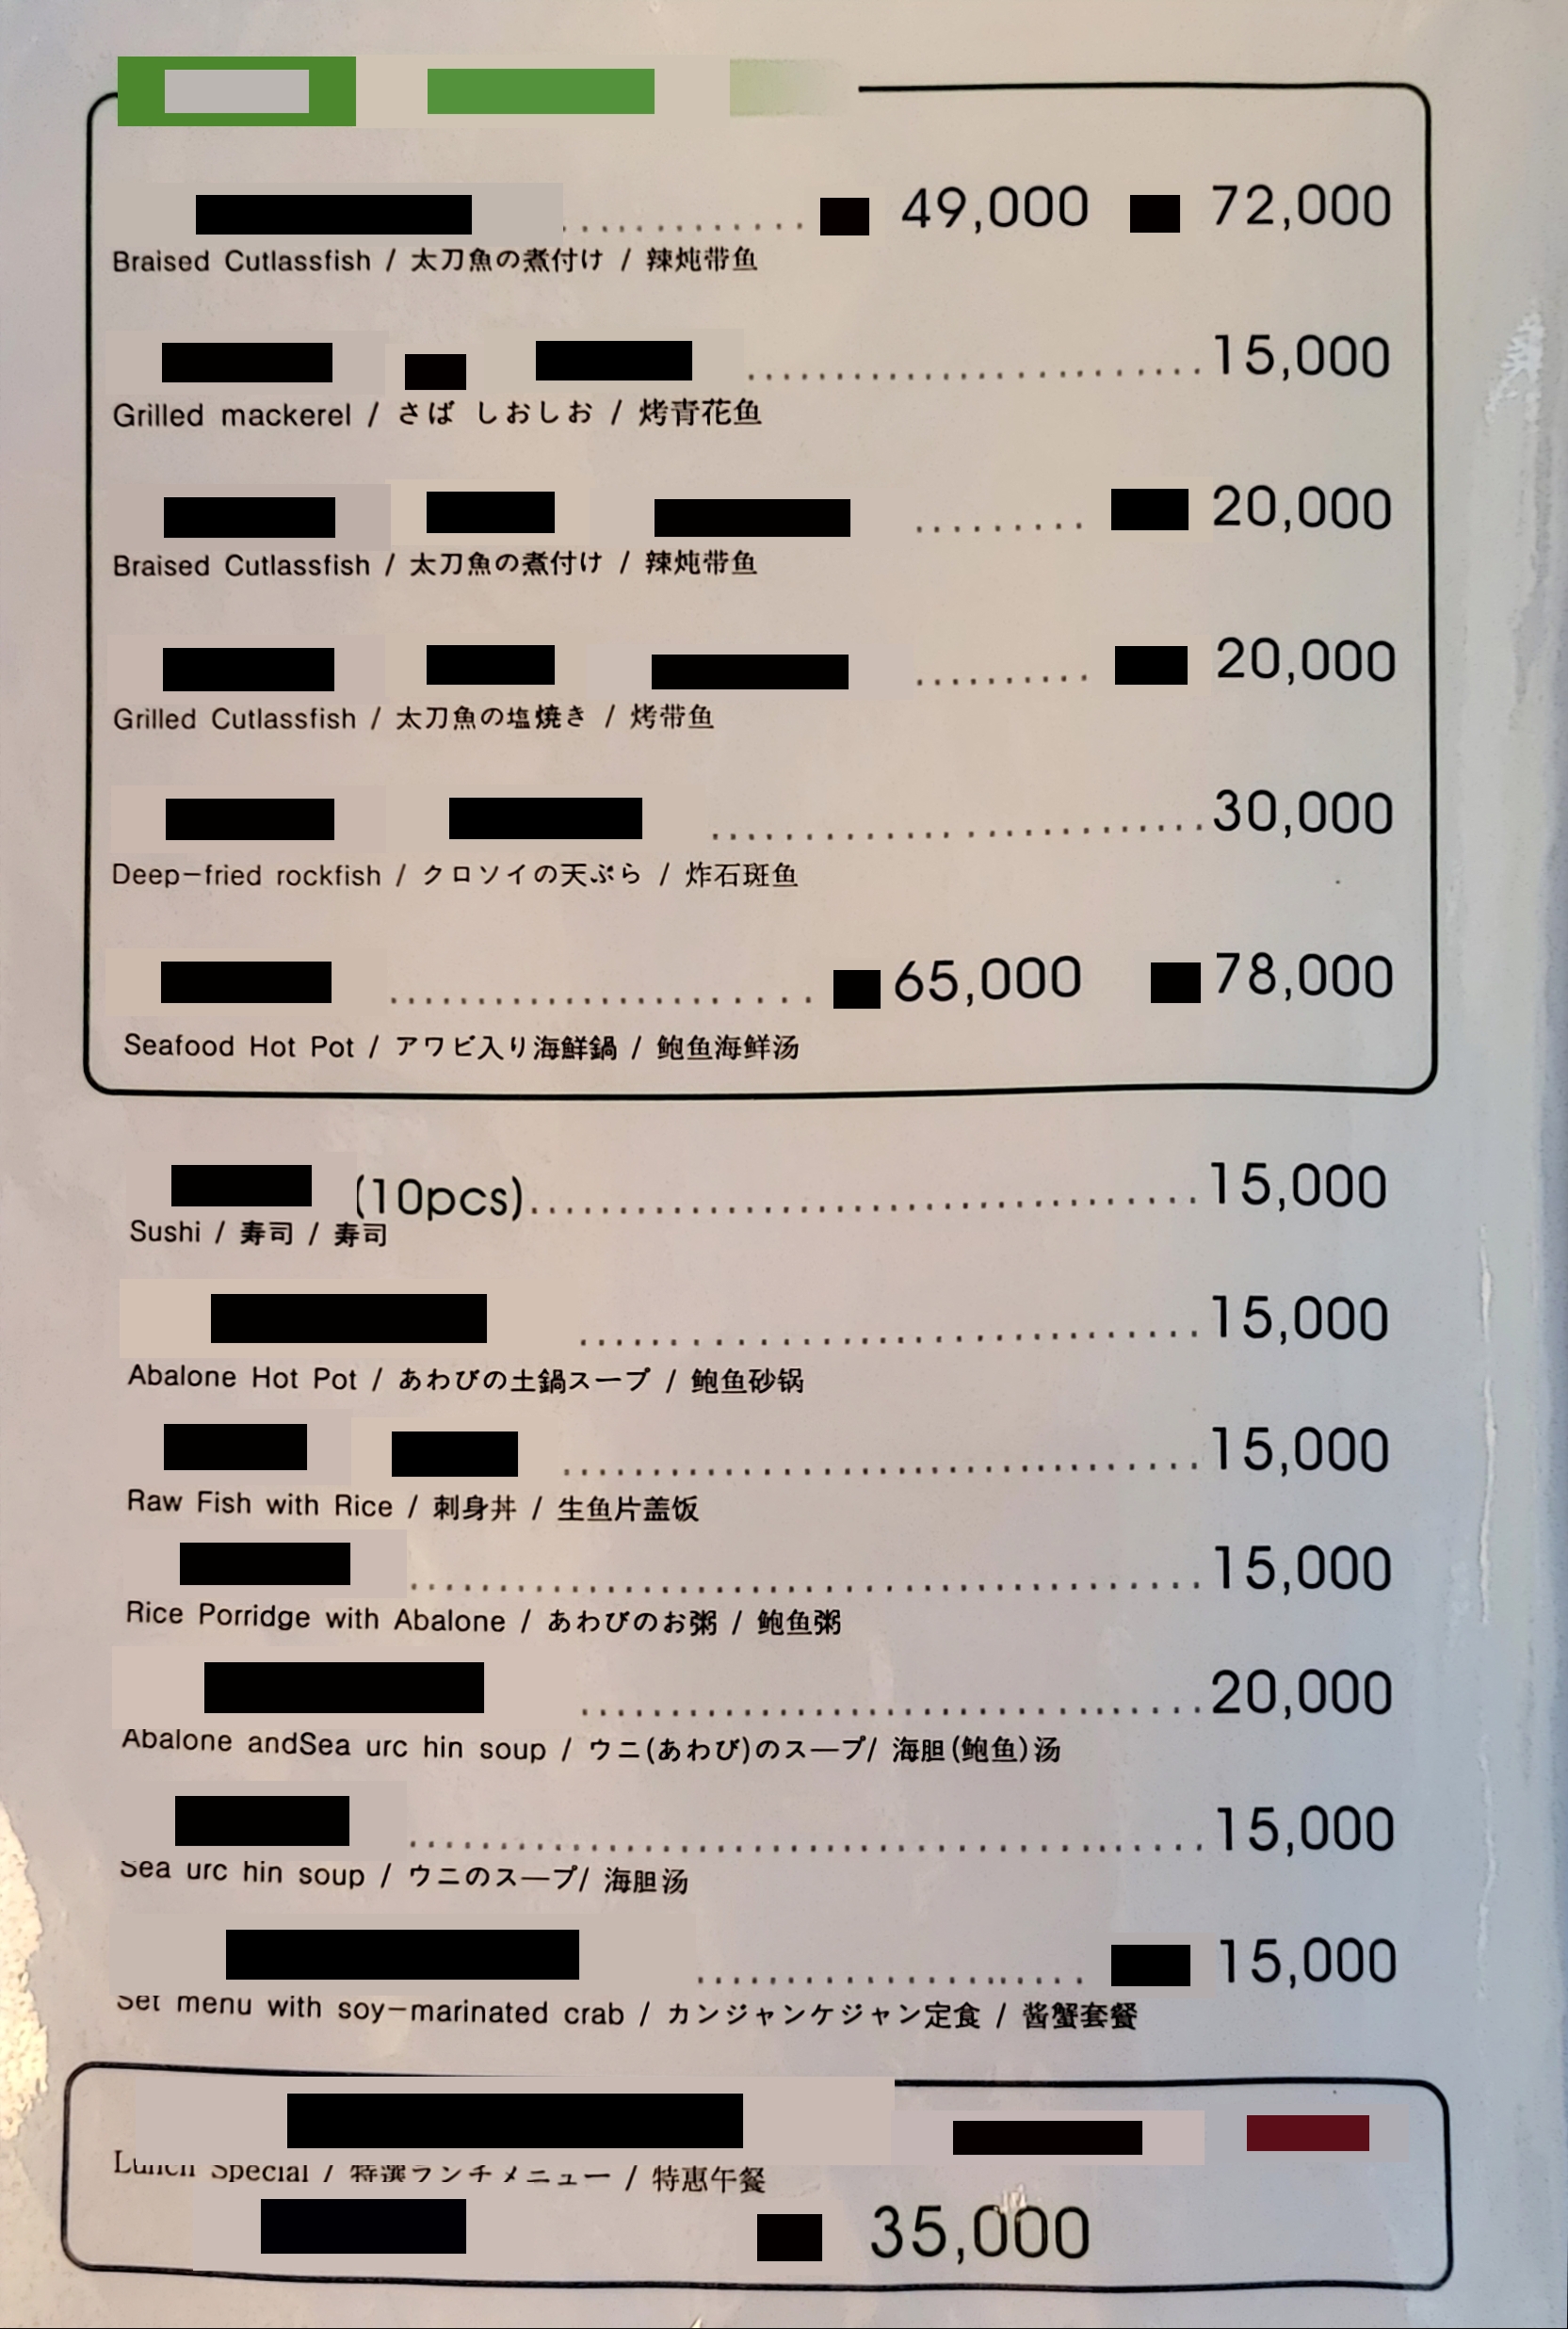 49,000 72,000
Braised Cutlassfish / 太刀魚の煮付け / 辣炖带鱼
15,000
Grilled mackerel / さば しおしお / 烤青花鱼
20,000
Braised Cutlassfish / 太刀魚の煮付け / 辣炖带鱼
20,000
Grilled Cutlassfish / 太刀魚の塩焼き / 烤带鱼
30,000
Deep-fried rockfish / クロソイの天ぷら / 炸石斑鱼
65,000 78,000
Seafood Hot Pot / アワビ入り海鮮鍋 / 鲍鱼海鲜汤
(10pcs) 15,000
Sushi / 寿司 / 寿司
15,000
Abalone Hot Pot / あわびの土鍋スープ / 鲍鱼砂锅
15,000
Raw Fish with Rice / 刺身丼 / 生鱼片盖饭
15,000
Rice Porridge with Abalone / あわびのお粥 / 鲍鱼粥
20,000
Abalone andSea urc hin soup / ウニ(あわび)のスープ/ 海胆(鲍鱼)汤
15,000
Sea urc hin soup / ウニのスープ/ 海胆汤
15,000
Set menu with soy-marinated crab / カンジャンケジャン定食 / 酱蟹套餐
Lunch Special / 特選ランチメニュー / 特惠午餐
35,000